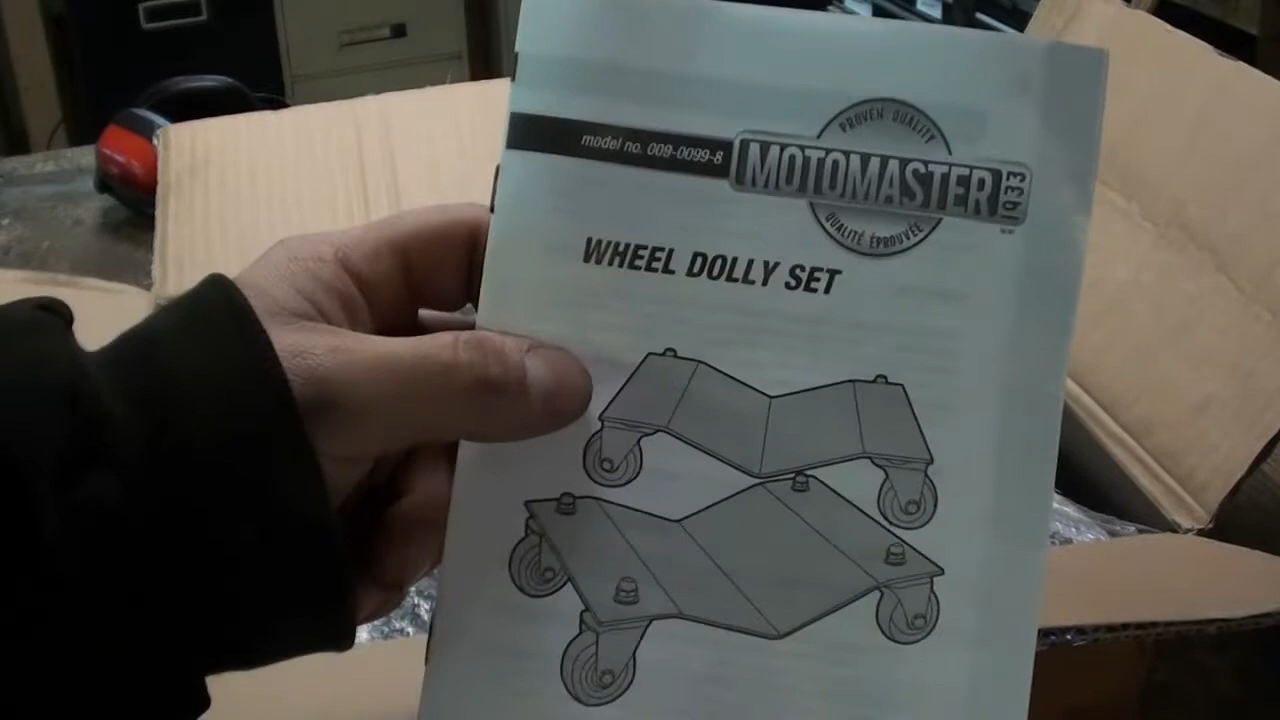 PROVEN QUALITY
model no. 009-0099-8
MOTOMASTER 1933
QUALITÉ ÉPROUVÉE
WHEEL DOLLY SET